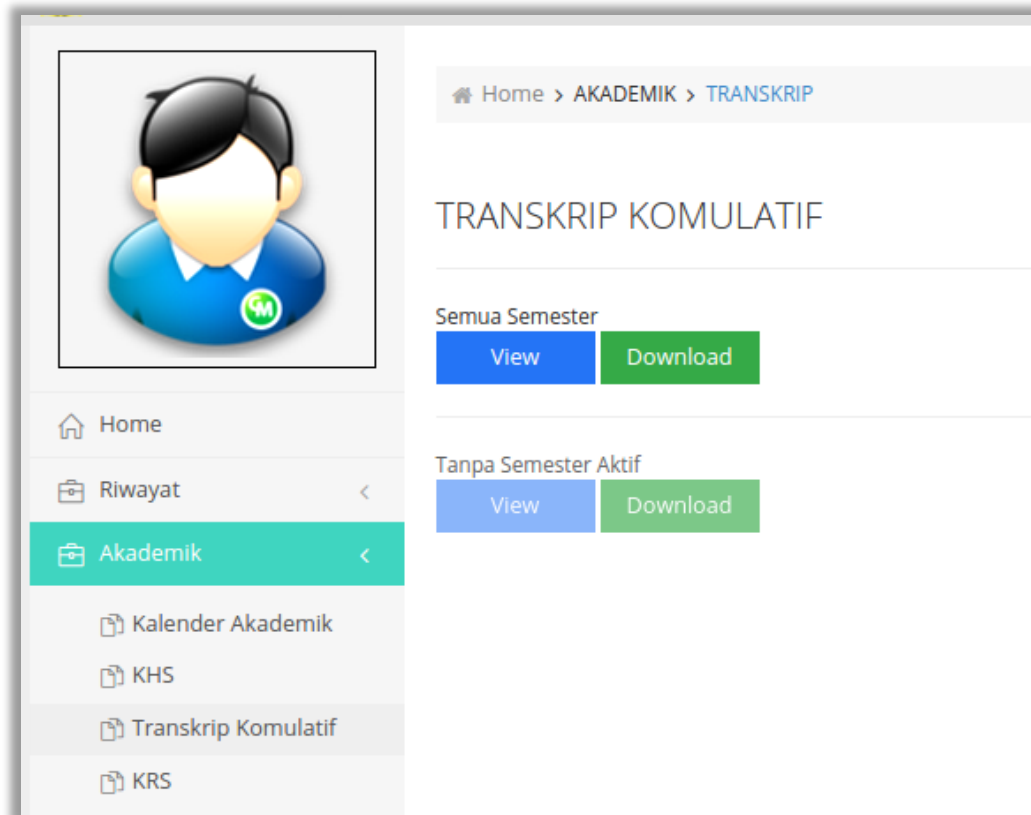 Home > AKADEMIK > TRANSKRIP
TRANSKRIP KOMULATIF
Semua Semester
View Download
Tanpa Semester Aktif
View Download
GM
Home
Riwayat
Akademik
Kalender Akademik
KHS
Transkrip Komulatif
KRS